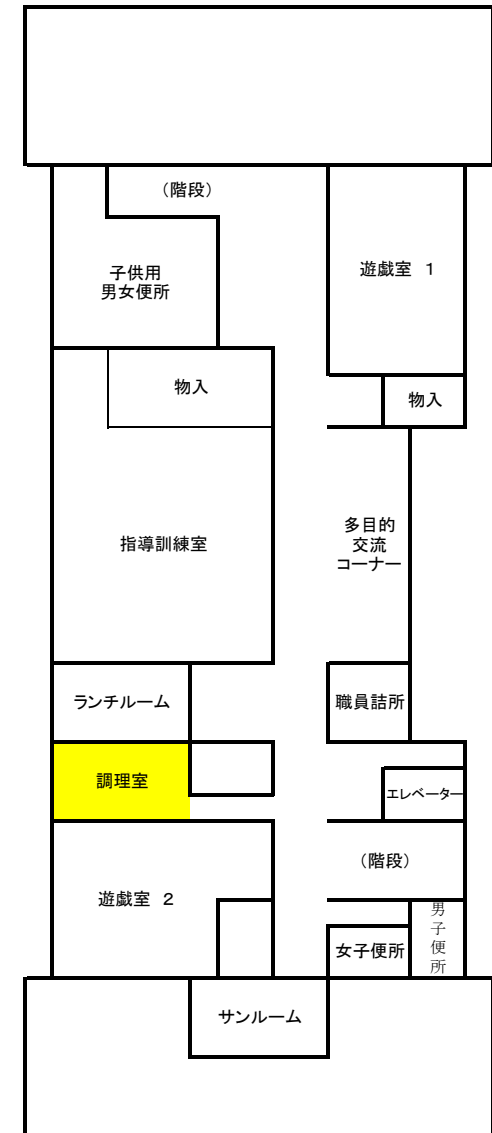 （階段）
子供用
男女便所
遊戯室　１
物入
物入
指導訓練室
多目的
交流
コーナー
ランチルーム
職員詰所
調理室
エレベーター
（階段）
遊戯室　２
男子便所
女子便所
サンルーム